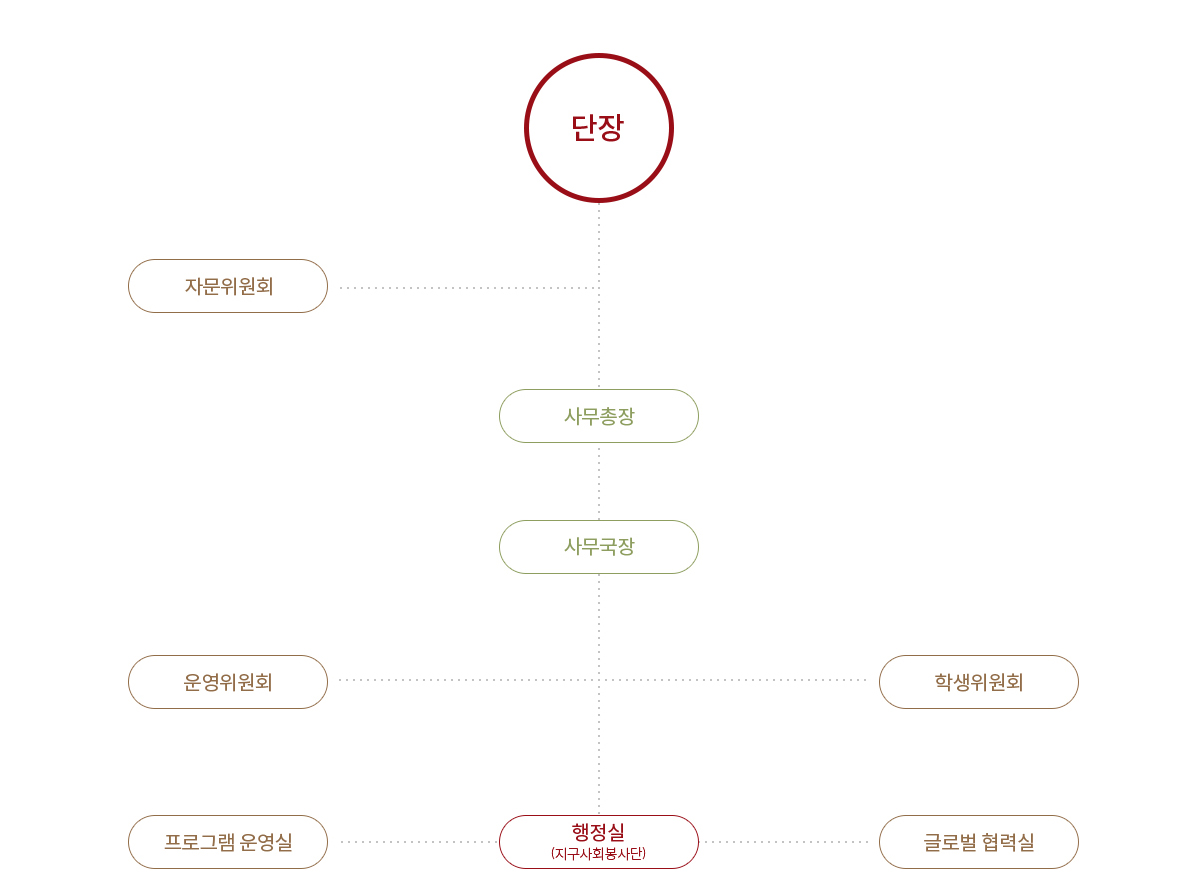 단장
자문위원회
사무총장
사무국장
운영위원회
학생위원회
프로그램 운영실
행정실
(지구사회봉사단)
글로벌 협력실